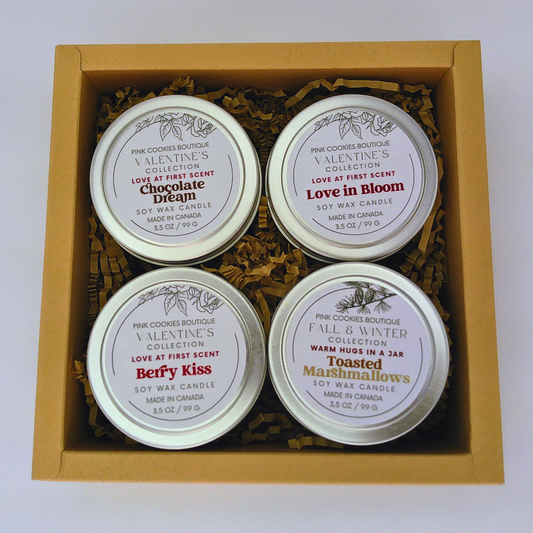 PINK COOKIES BOUTIQUE
VALENTINE'S
COLLECTION
LOVE AT FIRST SCENT
Chocolate
Dream
SOY WAX CANDLE
MADE IN CANADA
3.5 OZ / 99 G
PINK COOKIES BOUTIQUE
VALENTINE'S
COLLECTION
LOVE AT FIRST SCENT
Love in Bloom
SOY WAX CANDLE
MADE IN CANADA
3.5 OZ / 99 G
PINK COOKIES BOUTIQUE
VALENTINE'S
COLLECTION
LOVE AT FIRST SCENT
Berry Kiss
SOY WAX CANDLE
MADE IN CANADA
3.5 OZ / 99 G
PINK COOKIES BOUTIQUE
FALL & WINTER
COLLECTION
WARM HUGS IN A JAR
Toasted
Marshmallows
SOY WAX CANDLE
MADE IN CANADA
3.5 OZ / 99 G